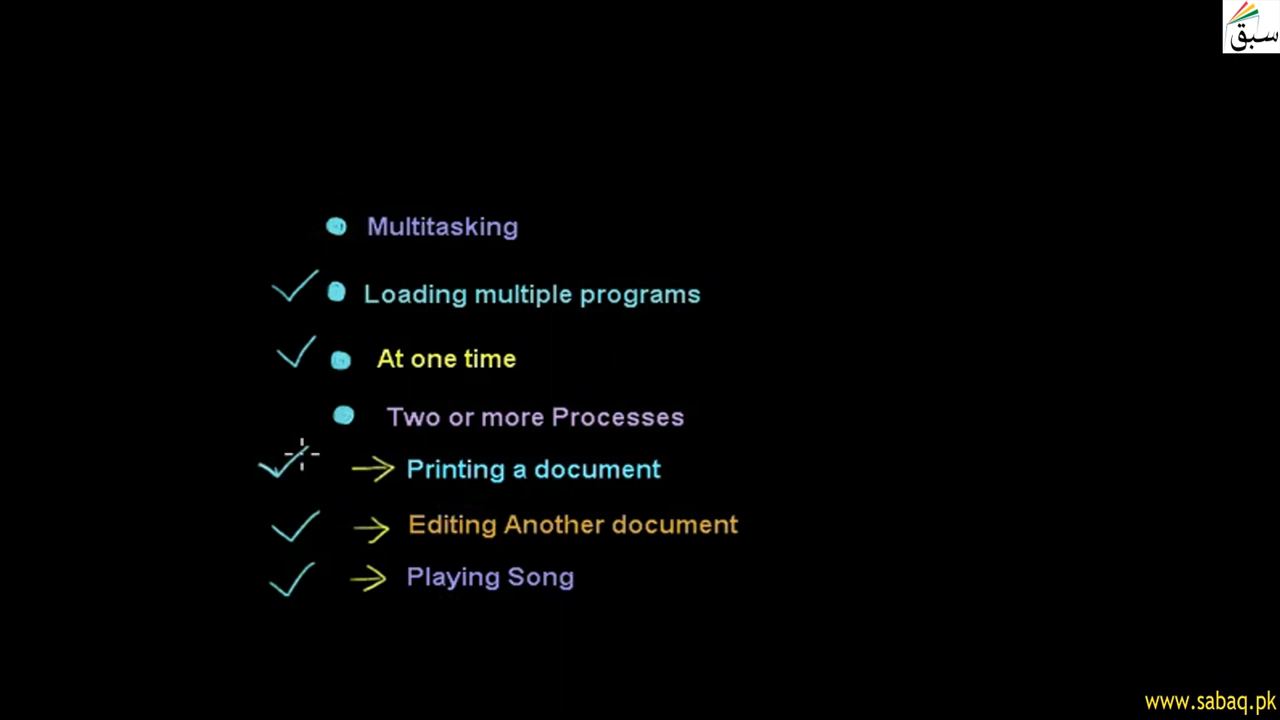 سبق
Multitasking
Loading multiple programs
At one time
Two or more Processes
Printing a document
Editing Another document
Playing Song
www.sabaq.pk